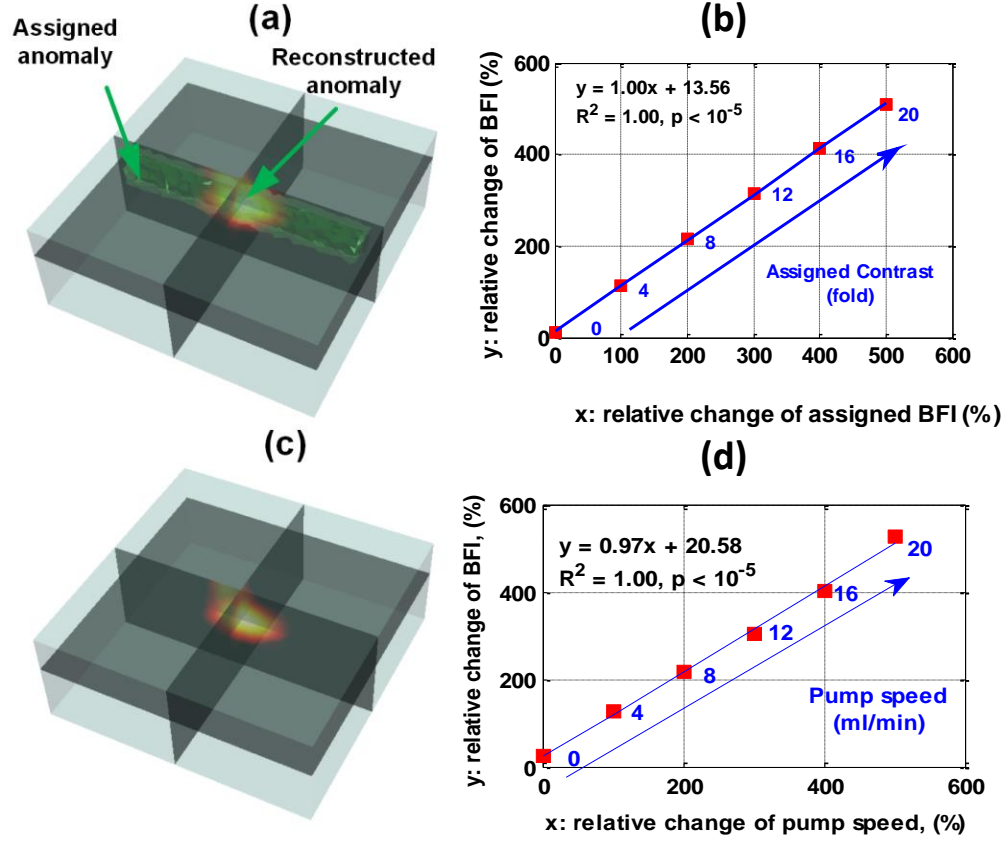 (a)
Assigned
anomaly
Reconstructed
anomaly
(b)
y: relative change of BFI (%)
600
400
200
0
y = 1.00x + 13.56
R² = 1.00, p < 10⁻⁵
0
4
8
12
16
20
Assigned Contrast
(fold)
0 100 200 300 400 500 600
x: relative change of assigned BFI (%)
(c)
(d)
y: relative change of BFI, (%)
600
400
200
0
y = 0.97x + 20.58
R² = 1.00, p < 10⁻⁵
0
4
8
12
16
20
Pump speed
(ml/min)
0 200 400 600
x: relative change of pump speed, (%)